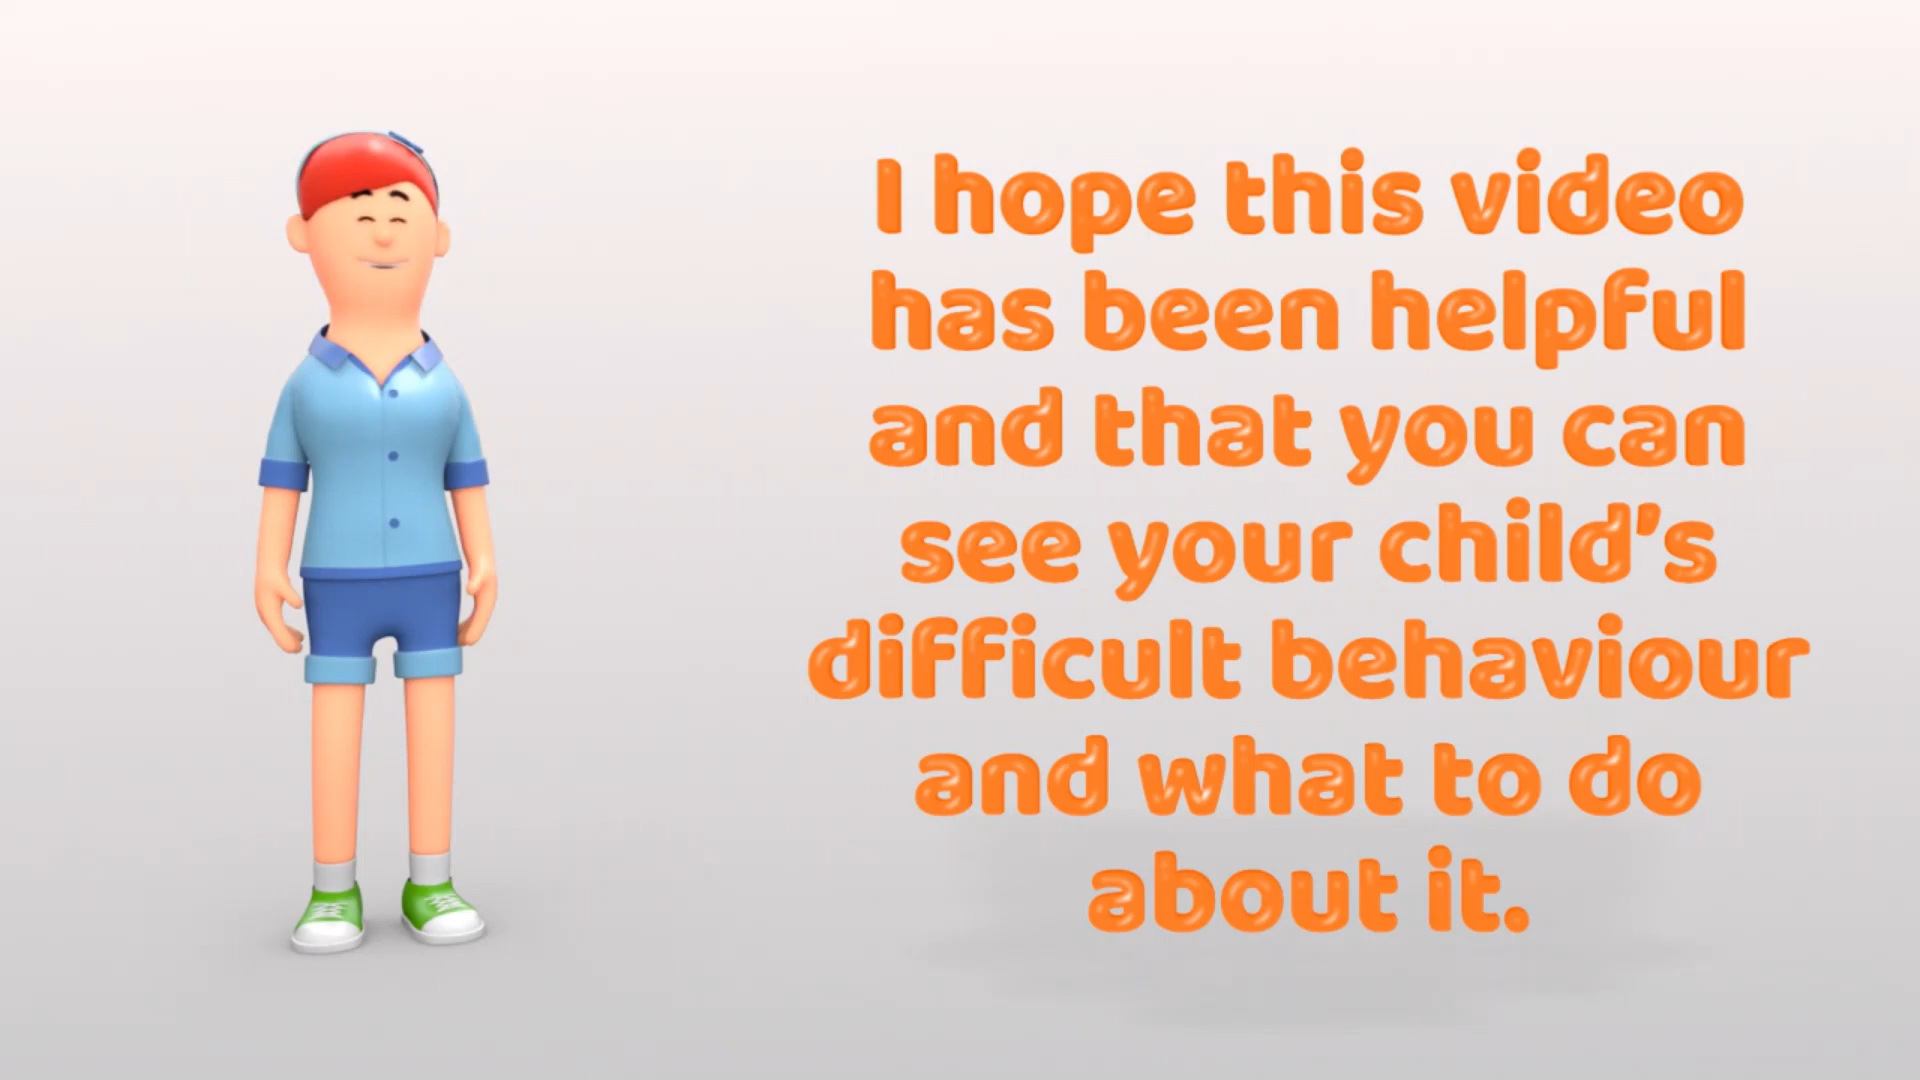 I hope this video
has been helpful
and that you can
see your child's
difficult behaviour
and what to do
about it.